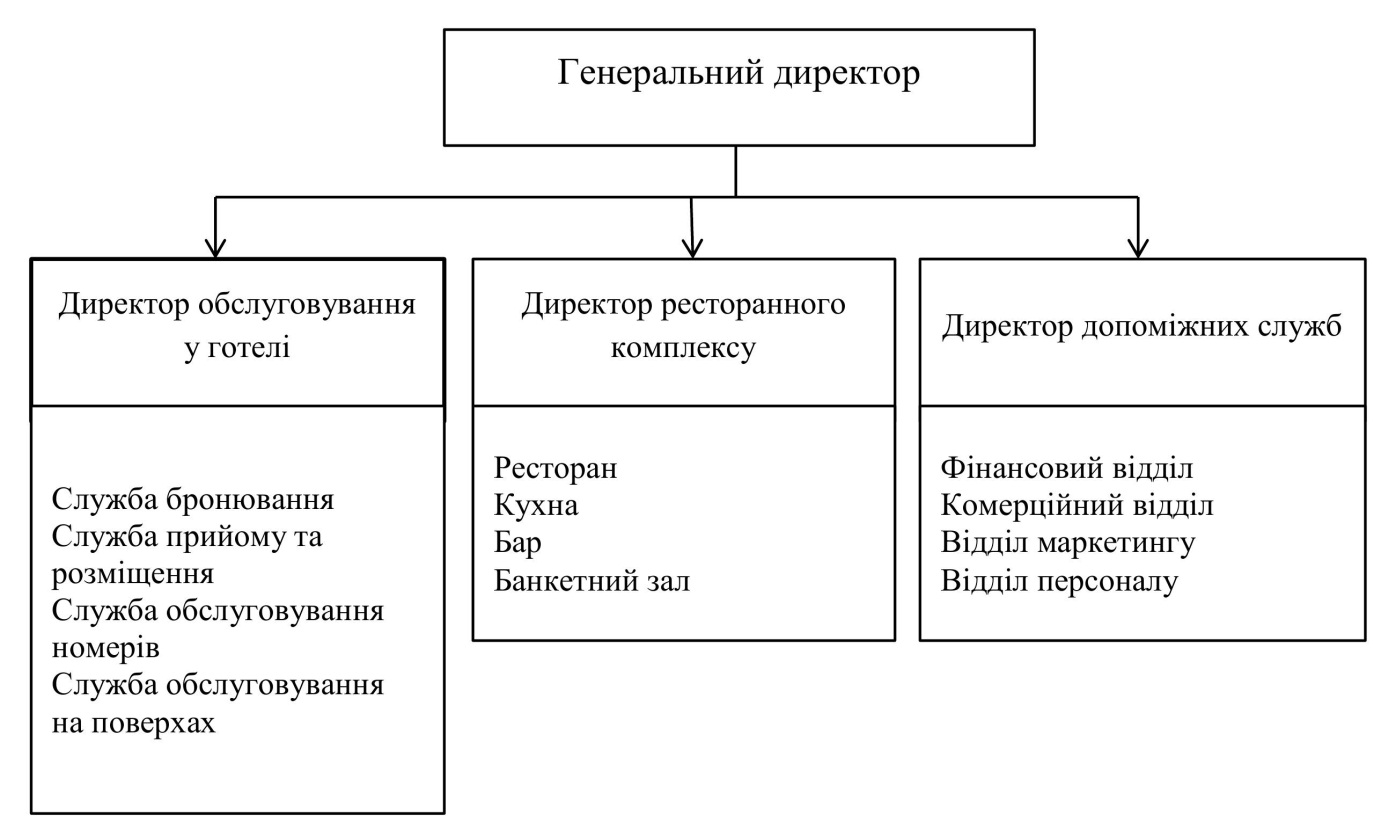 Генеральний директор
Директор обслуговування
у готелі
Служба бронювання
Служба прийому та
розміщення
Служба обслуговування
номерів
Служба обслуговування
на поверхах
Директор ресторанного
комплексу
Ресторан
Кухна
Бар
Банкетний зал
Директор допоміжних служб
Фінансовий відділ
Комерційний відділ
Відділ маркетингу
Відділ персоналу